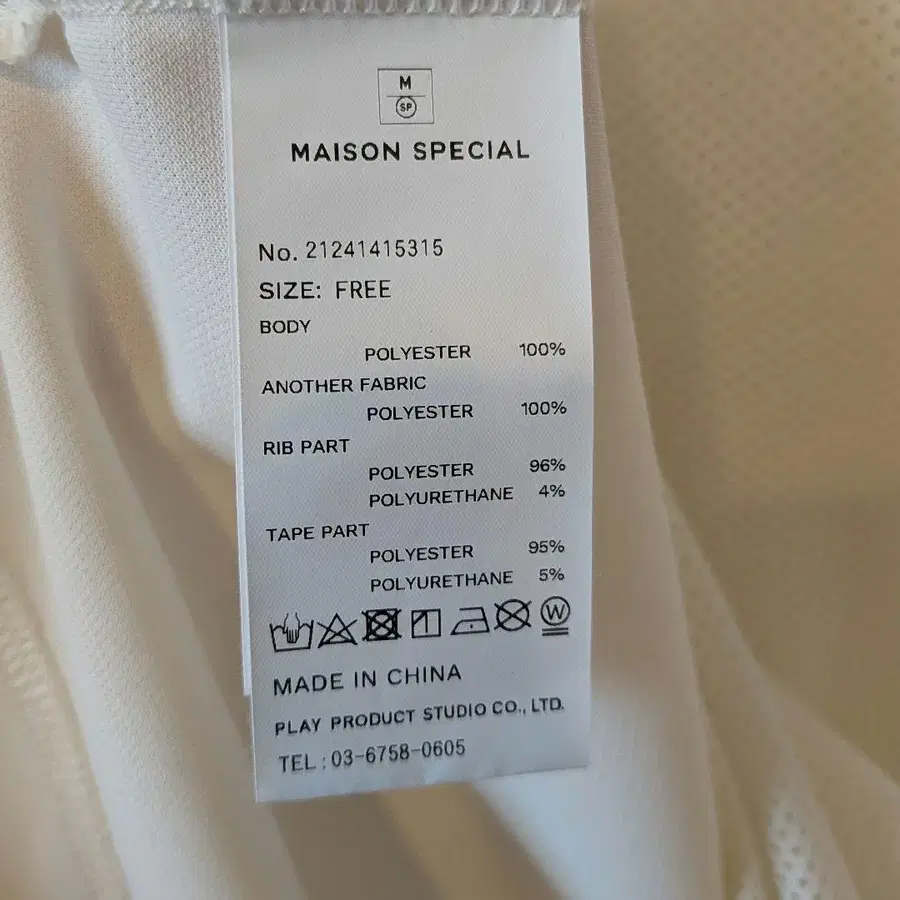 M
SP
MAISON SPECIAL
No. 21241415315
SIZE: FREE
BODY
POLYESTER 100%
ANOTHER FABRIC
POLYESTER 100%
RIB PART
POLYESTER 96%
POLYURETHANE 4%
TAPE PART
POLYESTER 95%
POLYURETHANE 5%
W
MADE IN CHINA
PLAY PRODUCT STUDIO CO., LTD.
TEL : 03-6758-0605